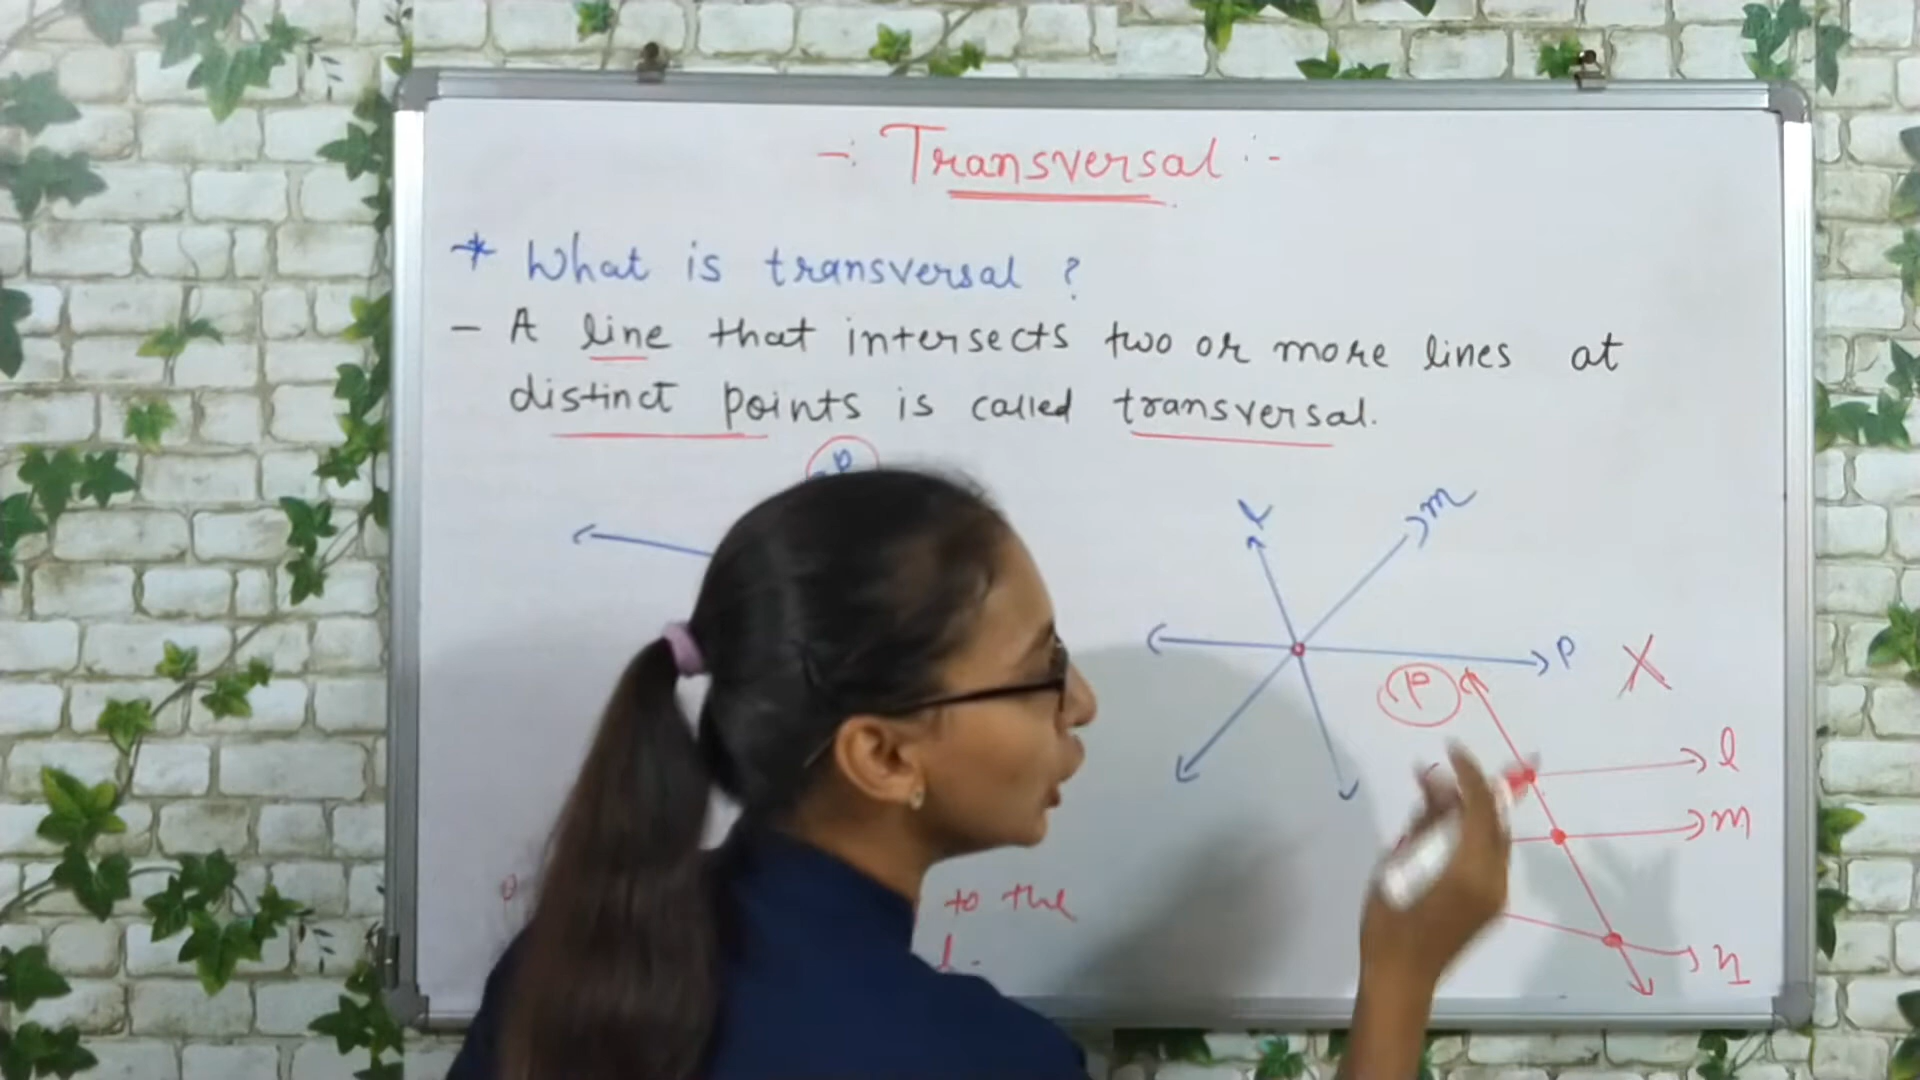 -: Transversal :-
* What is transversal ?
- A line that intersects two or more lines at
distinct points is called transversal.
P
l
m
P
X
P
l
m
n
to the